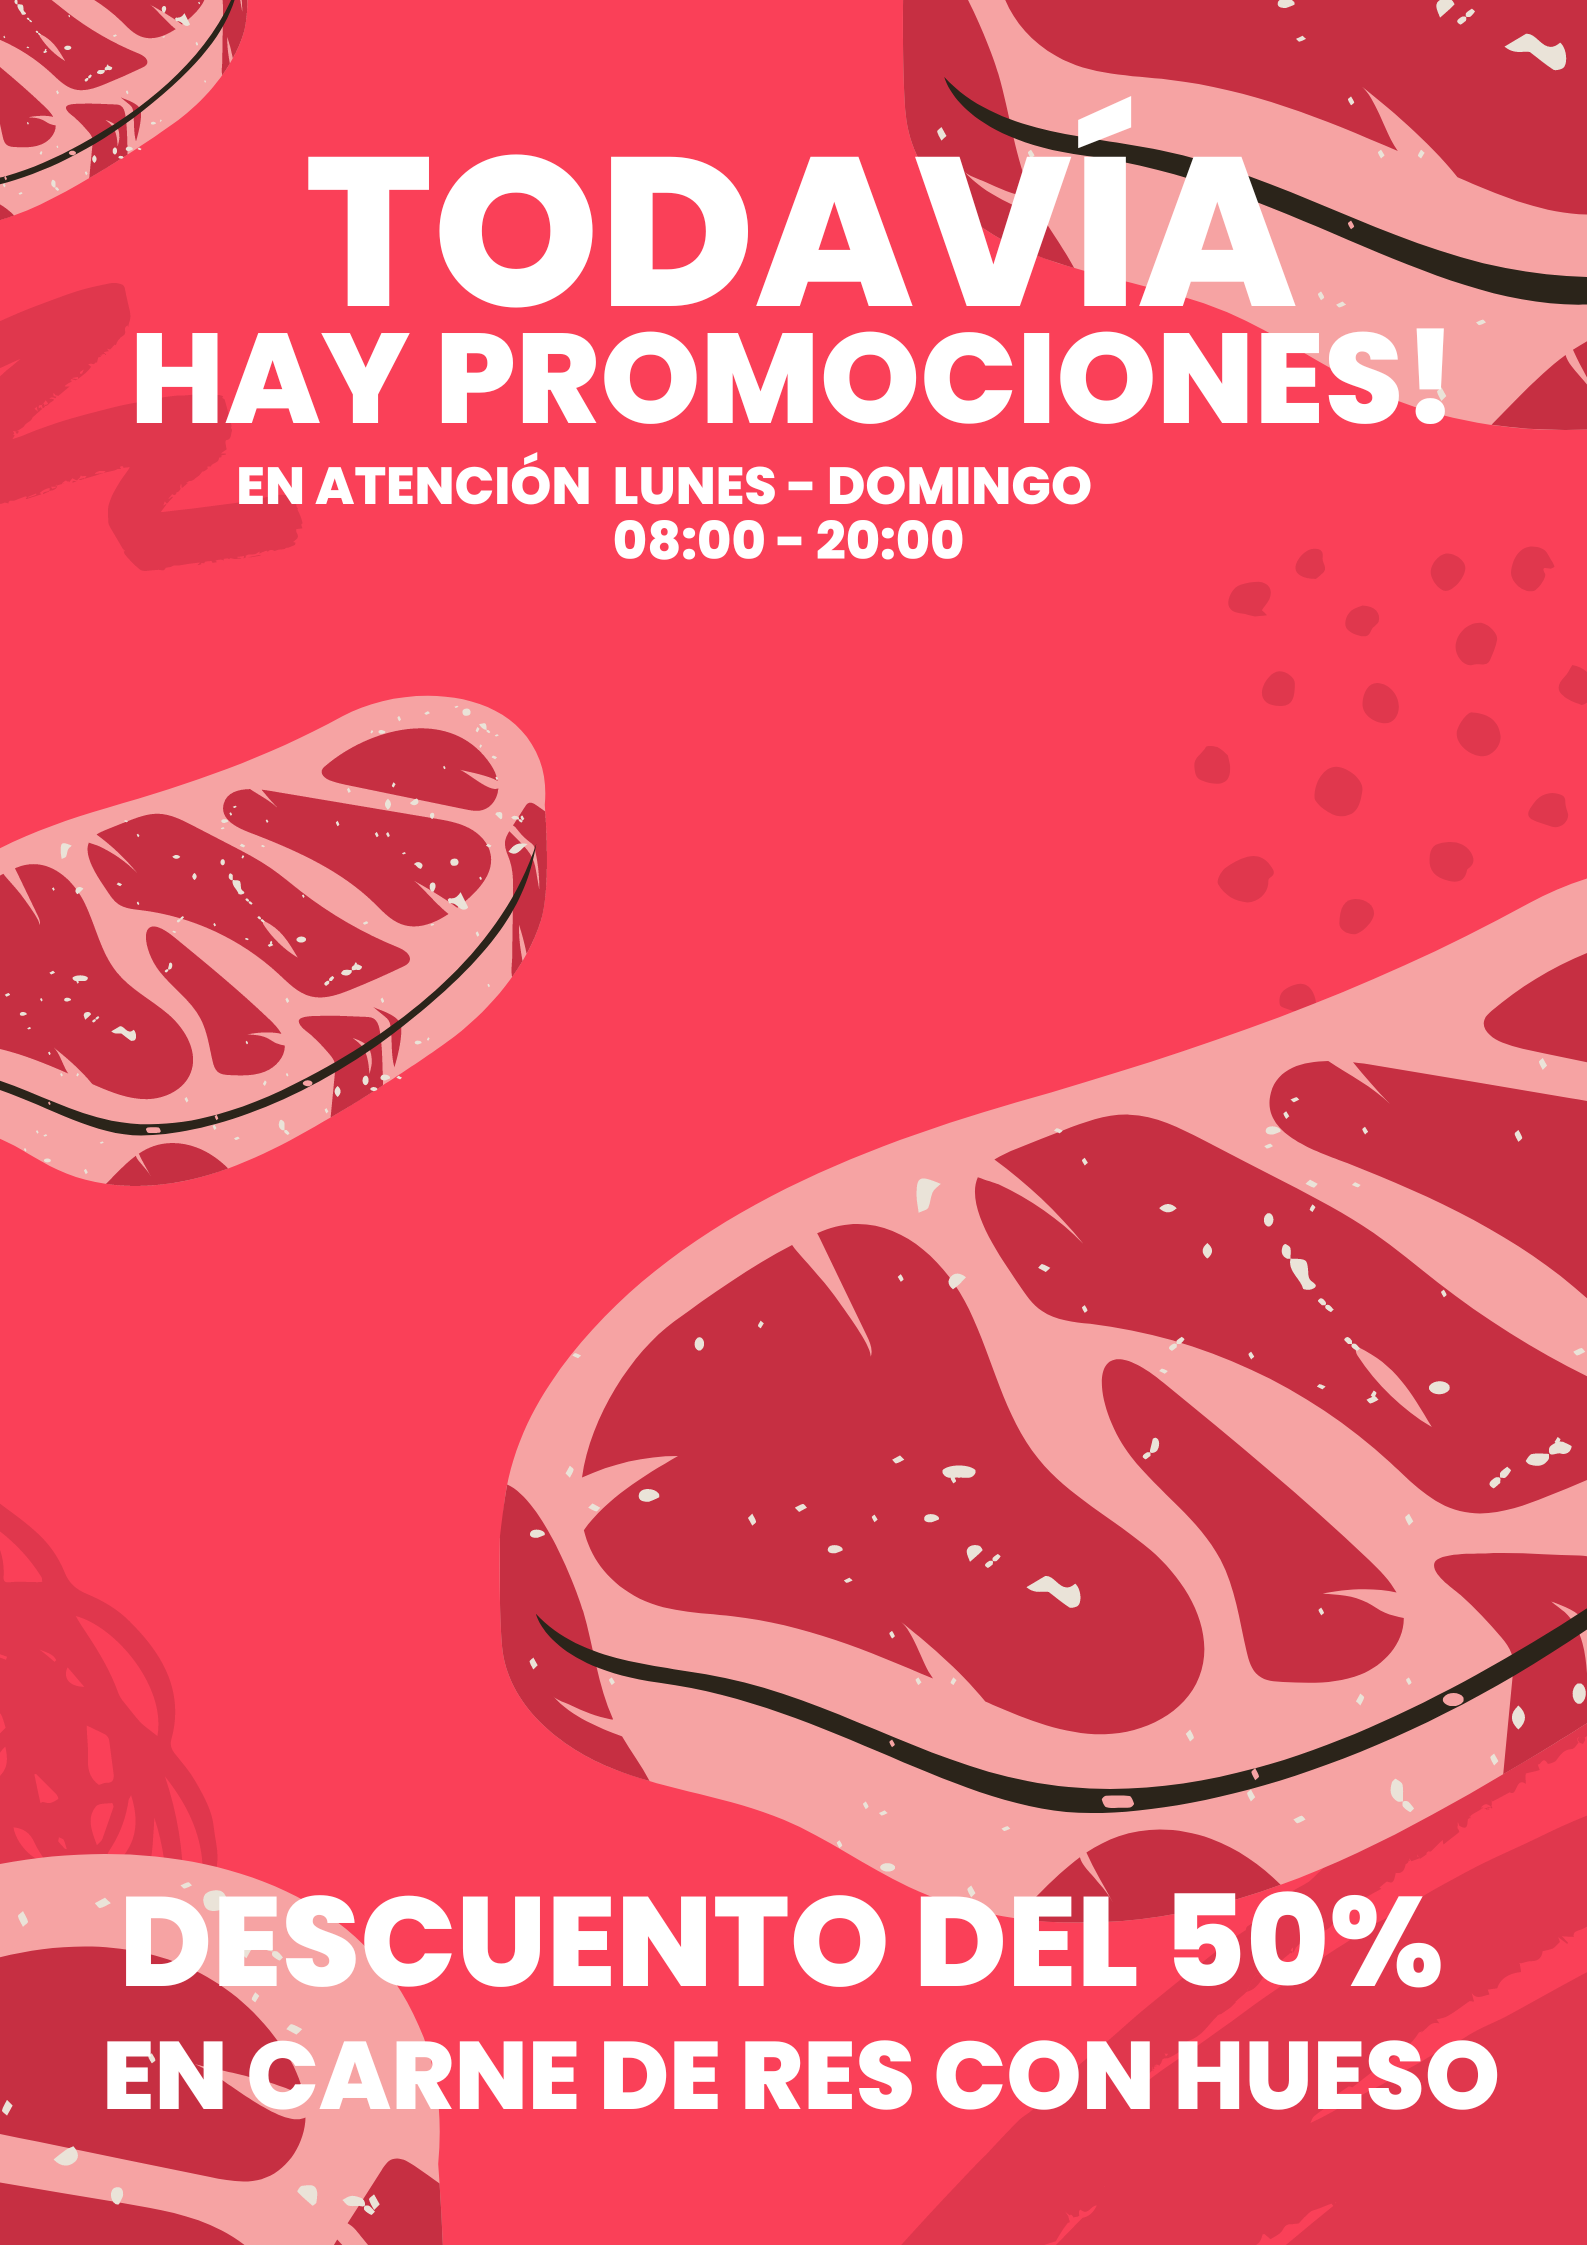 TODAVÍA
HAY PROMOCIONES!
EN ATENCIÓN LUNES - DOMINGO
08:00 - 20:00
DESCUENTO DEL 50%
EN CARNE DE RES CON HUESO